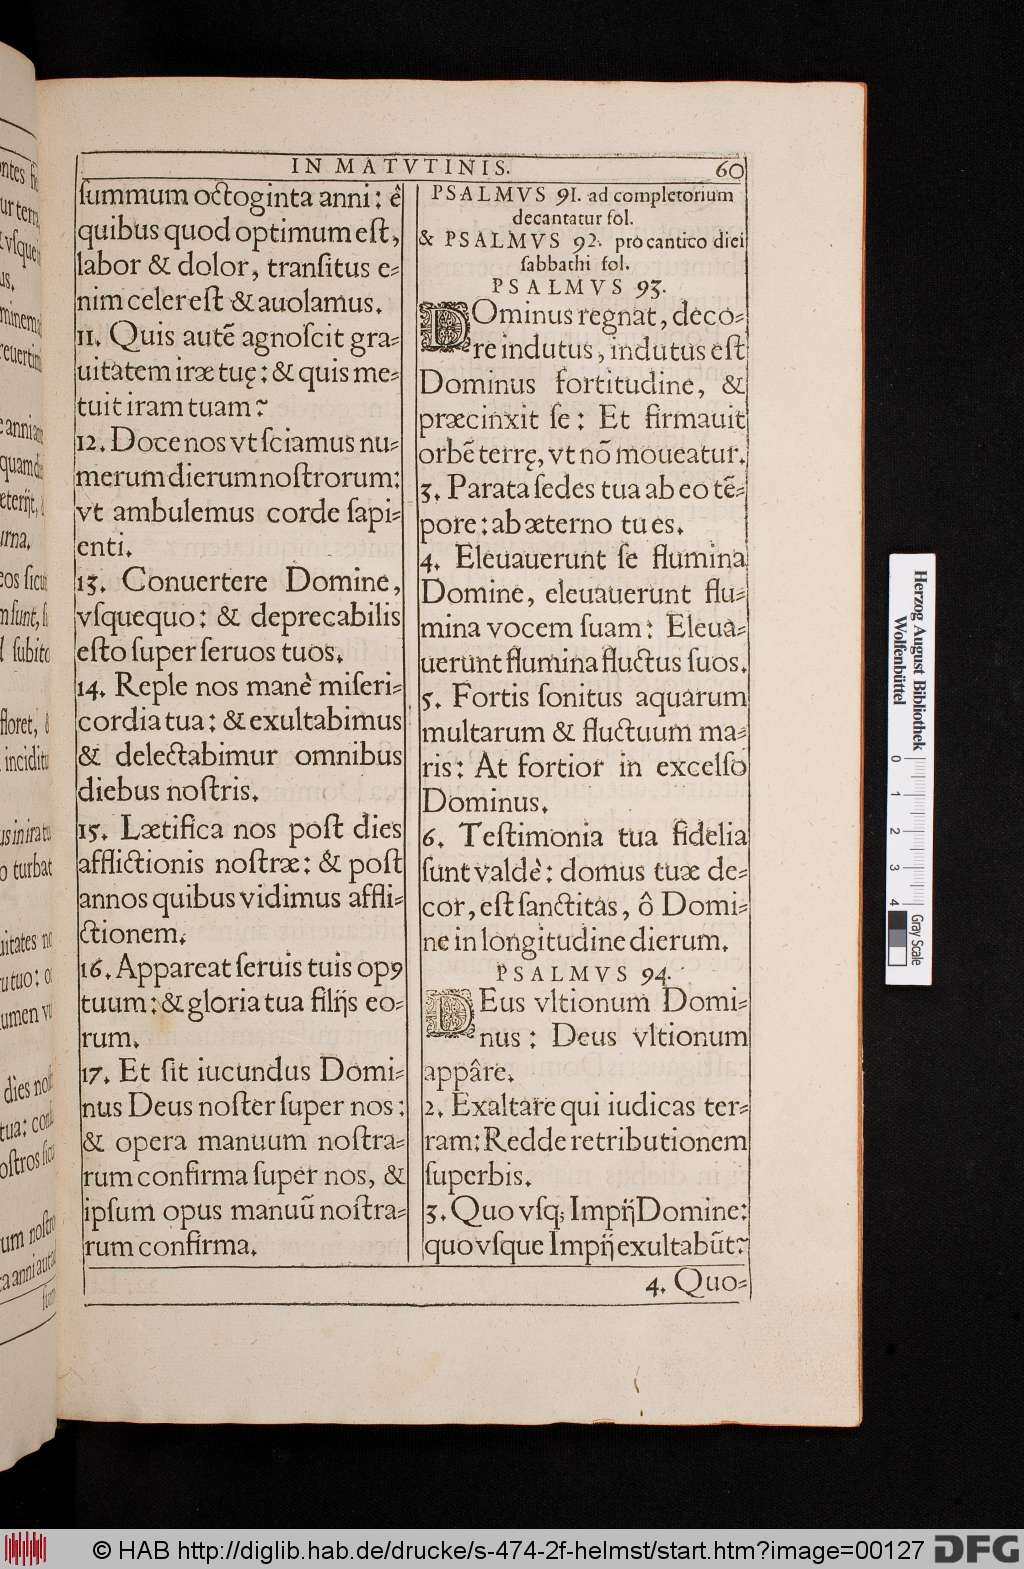 IN MATVTINIS. 60
ſummum octoginta anni: ê
quibus quod optimum eſt,
labor & dolor, tranſitus e-
nim celer eſt & auolamus.
11. Quis autē agnoſcit gra-
uitatem iræ tuę: & quis me-
tuit iram tuam?
12. Doce nos vt ſciamus nu-
merum dierum noſtrorum:
vt ambulemus corde ſapi-
enti.
13. Conuertere Domine,
vſquequo: & deprecabilis
eſto ſuper ſeruos tuos.
14. Reple nos manè miſeri-
cordia tua: & exultabimus
& delectabimur omnibus
diebus noſtris.
15. Lætifica nos poſt dies
afflictionis noſtræ: & poſt
annos quibus vidimus affli-
ctionem.
16. Appareat ſeruis tuis opꝰ
tuum: & gloria tua filijs eo-
rum.
17. Et ſit iucundus Domi-
nus Deus noſter ſuper nos:
& opera manuum noſtra-
rum confirma ſuper nos, &
ipſum opus manuū noſtra-
rum confirma.
PSALMVS 91. ad completorium
decantatur fol.
& PSALMVS 92. pro cantico diei
ſabbathi fol.
PSALMVS 93.
DOminus regnat, deco-
re indutus, indutus eſt
Dominus fortitudine, &
præcinxit ſe: Et firmauit
orbē terrę, vt nō moueatur.
3. Parata ſedes tua ab eo tē-
pore: ab æterno tu es.
4. Eleuauerunt ſe flumina
Domine, eleuauerunt flu-
mina vocem ſuam: Eleua-
uerunt flumina fluctus ſuos.
5. Fortis ſonitus aquarum
multarum & fluctuum ma-
ris: At fortior in excelſo
Dominus.
6. Teſtimonia tua fidelia
ſunt valdè: domus tuæ de-
cor, eſt ſanctitas, ô Domi-
ne in longitudine dierum.
PSALMVS 94.
DEus vltionum Domi-
nus: Deus vltionum
appâre.
2. Exaltare qui iudicas ter-
ram: Redde retributionem
ſuperbis.
3. Quo vſq; Impij Domine:
quo vſque Impij exultabūt?
4. Quo-
Herzog August Bibliothek
Wolfenbüttel
0 1 2 3 4
Gray Scale
© HAB http://diglib.hab.de/drucke/s-474-2f-helmst/start.htm?image=00127 DFG